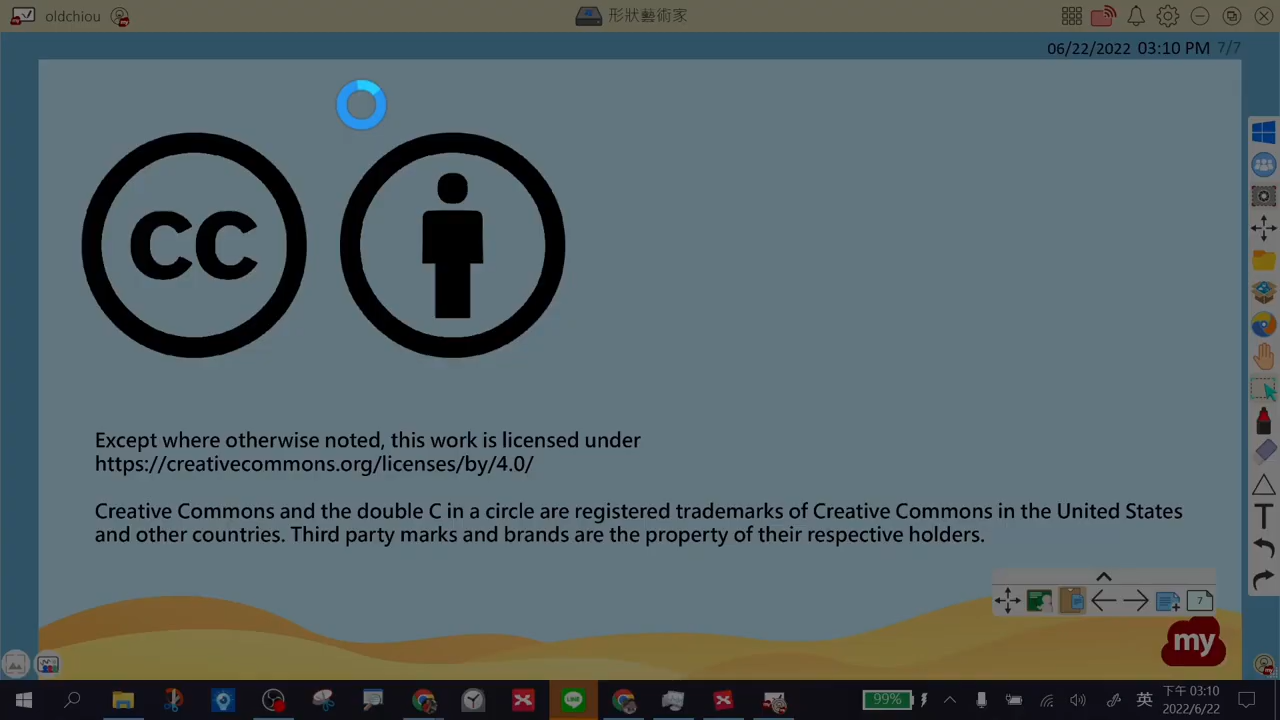 oldchiou
形狀藝術家
06/22/2022 03:10 PM 7/7
cc
Except where otherwise noted, this work is licensed under
https://creativecommons.org/licenses/by/4.0/
Creative Commons and the double C in a circle are registered trademarks of Creative Commons in the United States
and other countries. Third party marks and brands are the property of their respective holders.
7
my
99%
英
下午 03:10
2022/6/22